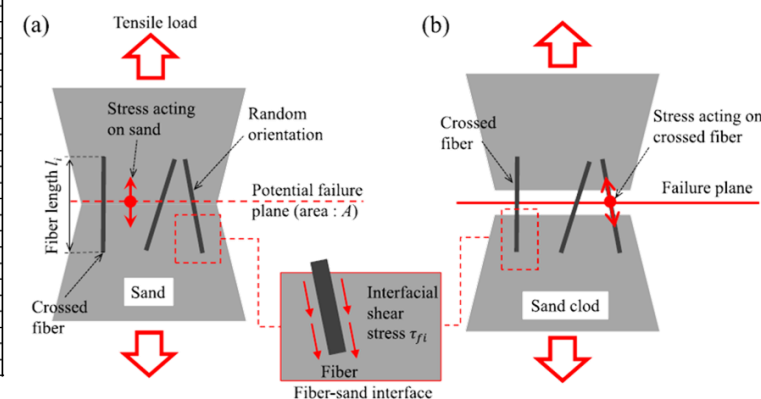 (a)
Tensile load
Stress acting
on sand
Random
orientation
Fiber length lᵢ
Potential failure
plane (area : A)
Crossed
fiber
Sand
(b)
Crossed
fiber
Stress acting on
crossed fiber
Failure plane
Sand clod
Interfacial
shear
stress τ_fi
Fiber
Fiber-sand interface